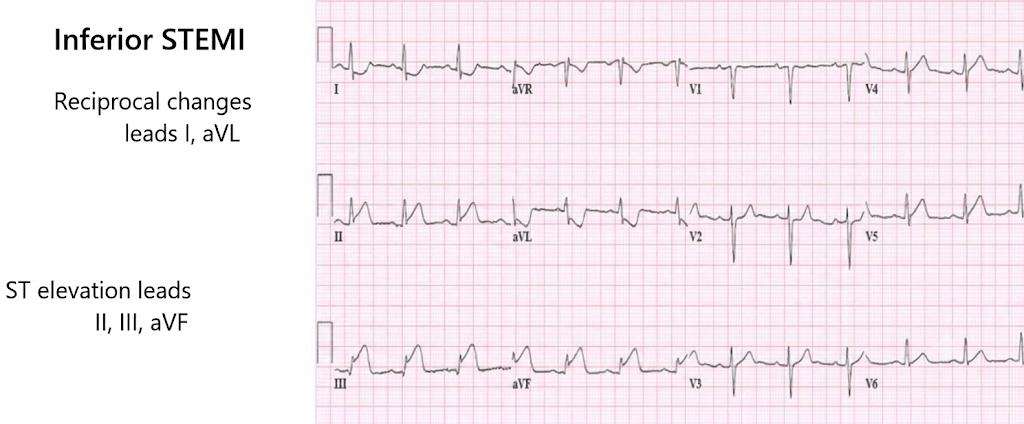 Inferior STEMI
Reciprocal changes
leads I, aVL
ST elevation leads
II, III, aVF
I aVR V1 V4
II aVL V2 V5
III aVF V3 V6